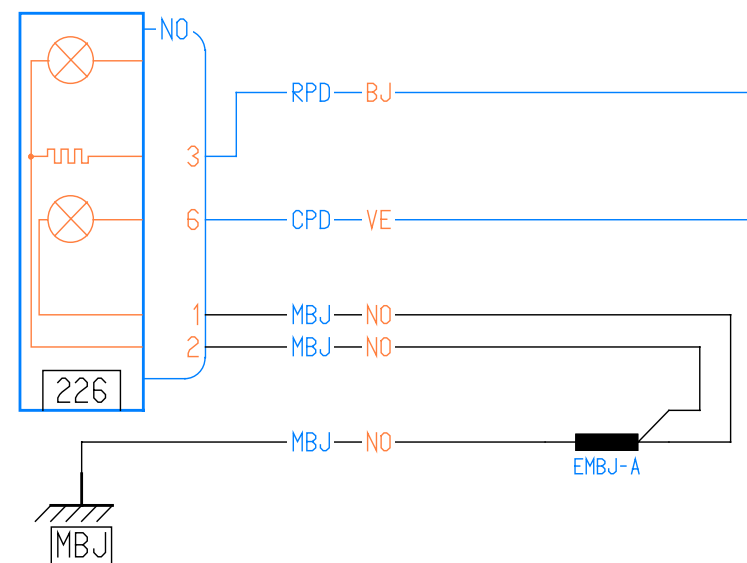 NO
RPD BJ
3
6 CPD VE
1 MBJ NO
2 MBJ NO
226
MBJ NO
EMBJ-A
MBJ